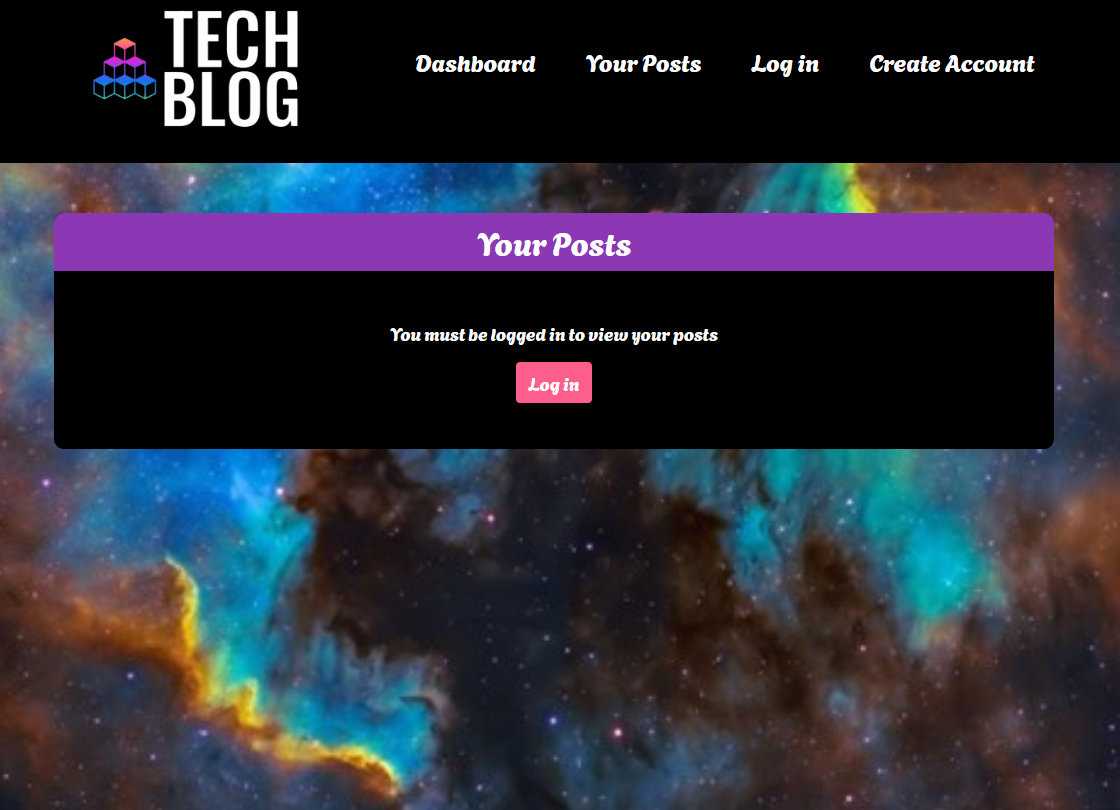 TECH
BLOG
Dashboard Your Posts Log in Create Account
Your Posts
You must be logged in to view your posts
Log in